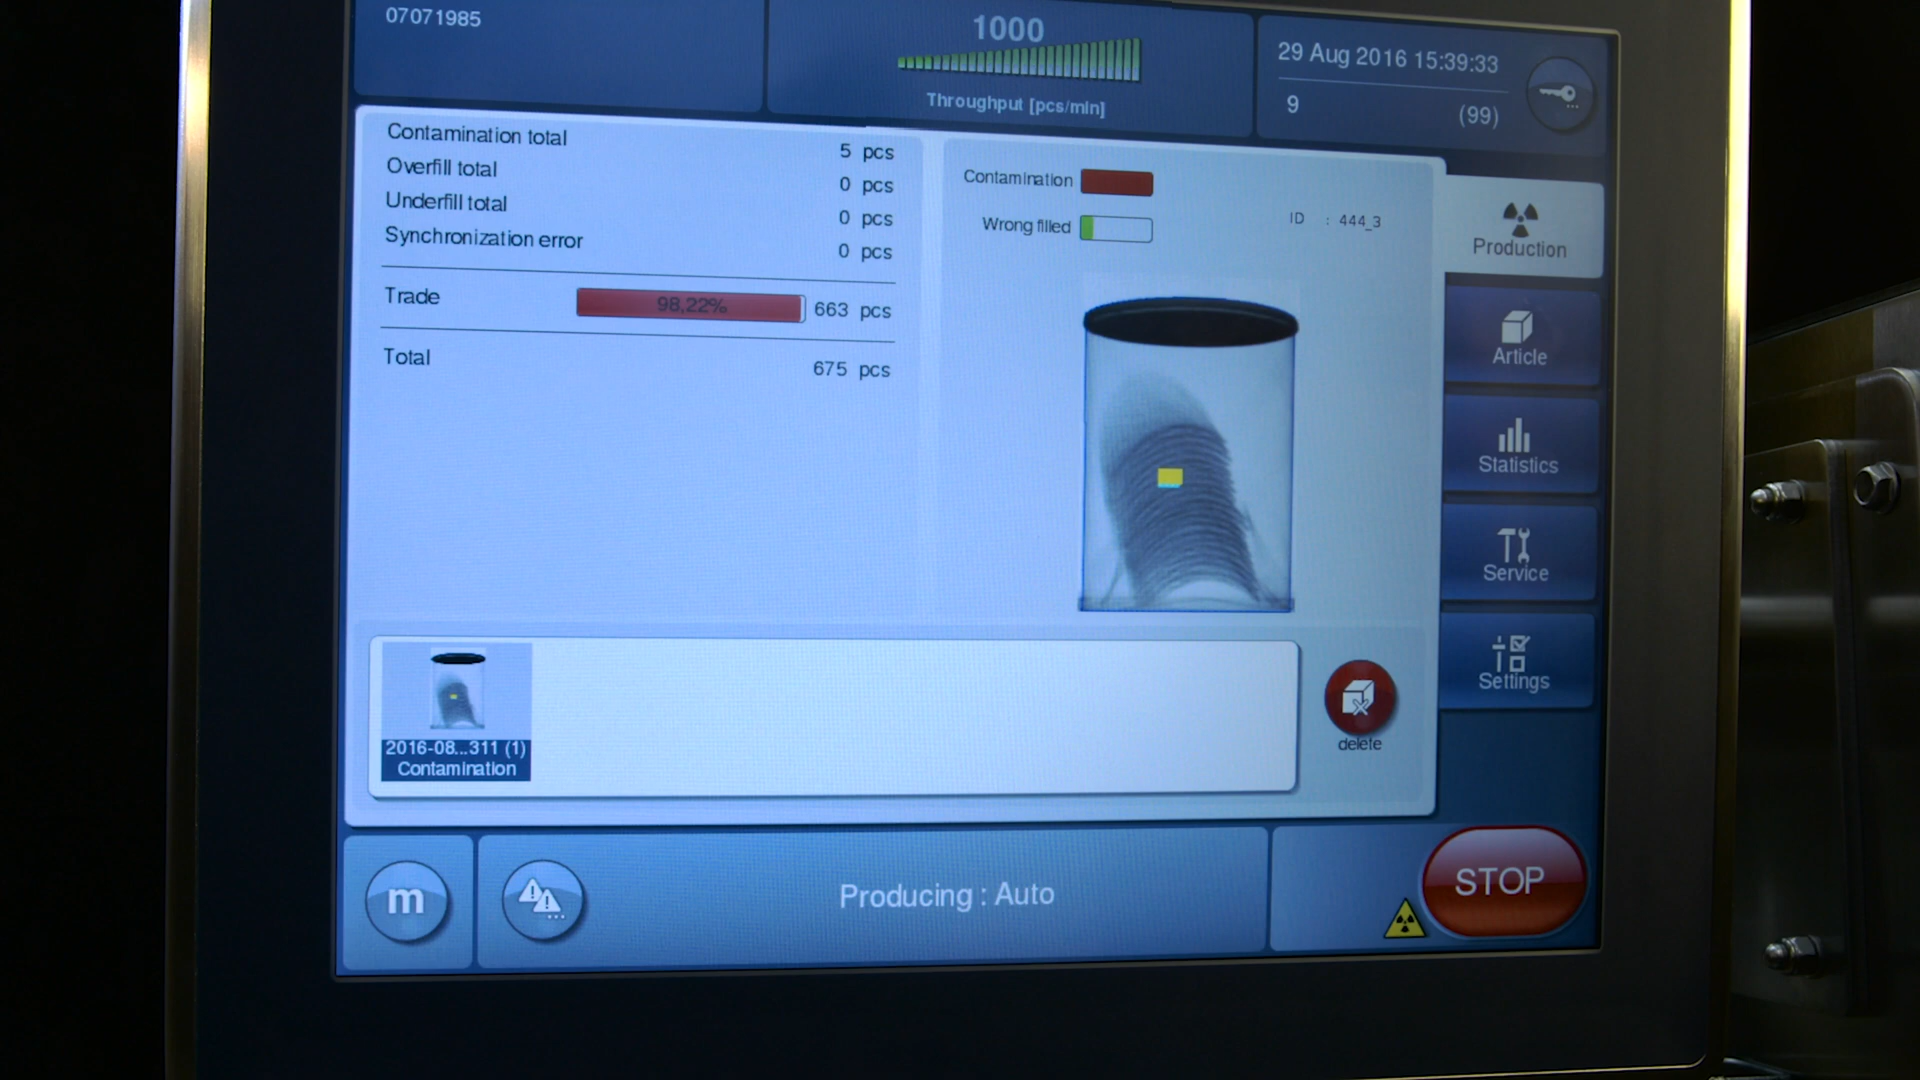 07071985
1000
Throughput [pcs/min]
29 Aug 2016 15:39:33
9 (99)
Contamination total 5 pcs
Overfill total 0 pcs
Underfill total 0 pcs
Synchronization error 0 pcs
Trade 98,22% 663 pcs
Total 675 pcs
Contamination
Wrong filled
ID : 444_3
Production
Article
Statistics
Service
Settings
2016-08...311 (1)
Contamination
delete
m
Producing : Auto
STOP